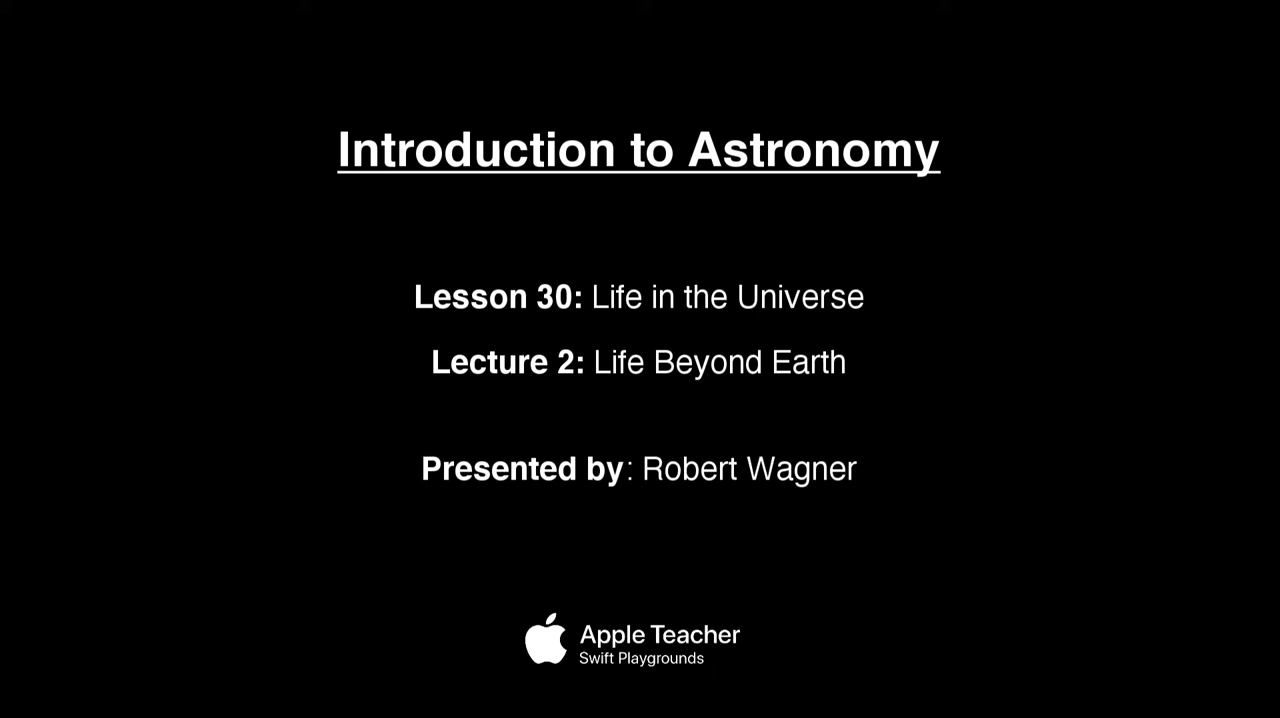 Introduction to Astronomy
Lesson 30: Life in the Universe
Lecture 2: Life Beyond Earth
Presented by: Robert Wagner
Apple Teacher
Swift Playgrounds